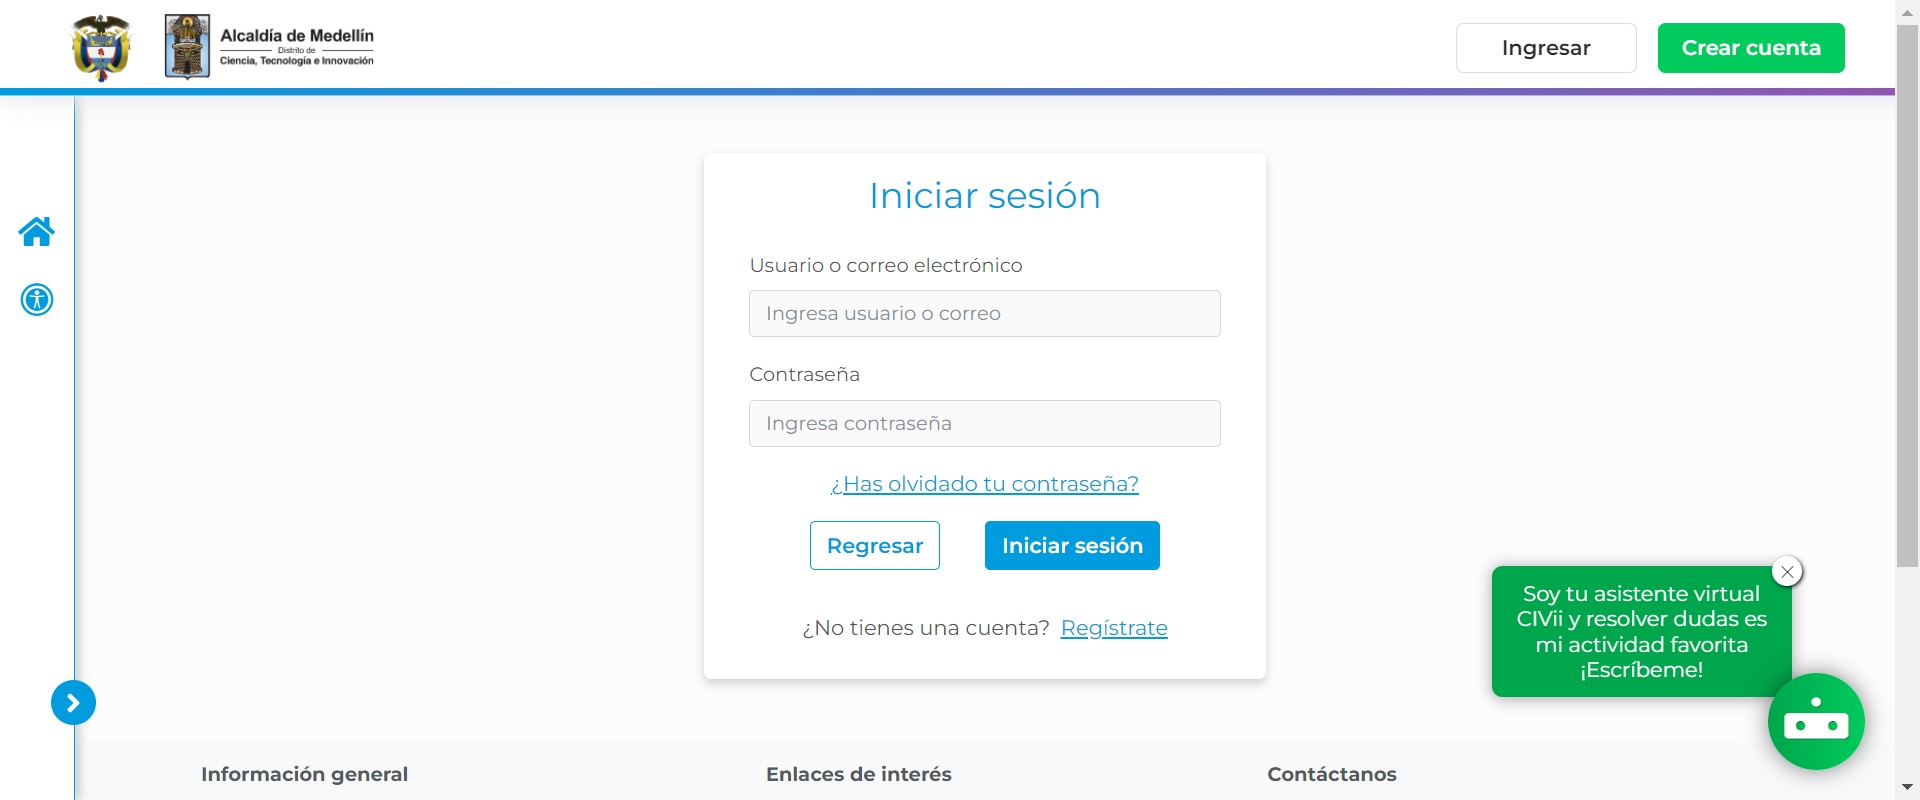 Alcaldía de Medellín
Distrito de
Ciencia, Tecnología e Innovación
Ingresar
Crear cuenta
Iniciar sesión
Usuario o correo electrónico
Ingresa usuario o correo
Contraseña
Ingresa contraseña
¿Has olvidado tu contraseña?
Regresar
Iniciar sesión
¿No tienes una cuenta? Regístrate
Soy tu asistente virtual
CIVii y resolver dudas es
mi actividad favorita
¡Escríbeme!
Información general
Enlaces de interés
Contáctanos